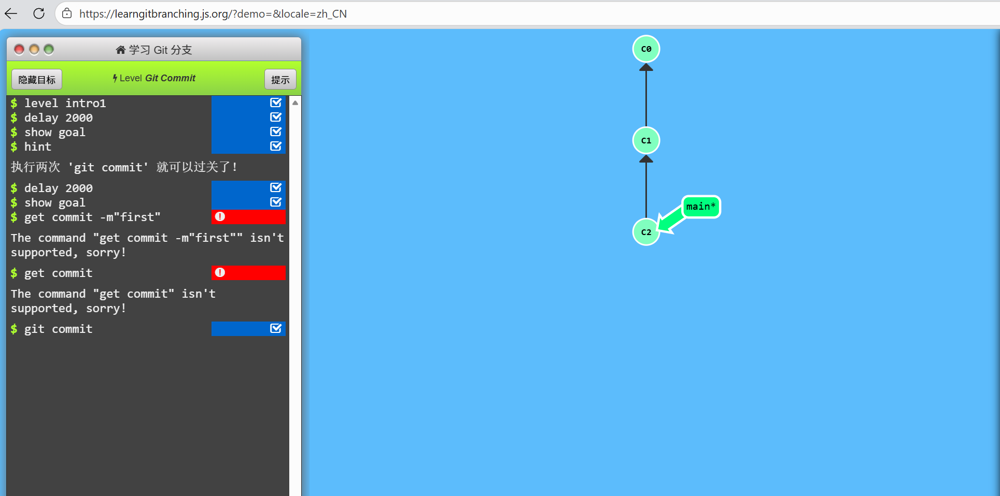 https://learngitbranching.js.org/?demo=&locale=zh_CN
学习 Git 分支
隐藏目标
Level Git Commit
提示
$ level intro1
$ delay 2000
$ show goal
$ hint
执行两次 'git commit' 就可以过关了！
$ delay 2000
$ show goal
$ get commit -m"first"
The command "get commit -m"first"" isn't
supported, sorry!
$ get commit
The command "get commit" isn't
supported, sorry!
$ git commit
C0
C1
main*
C2